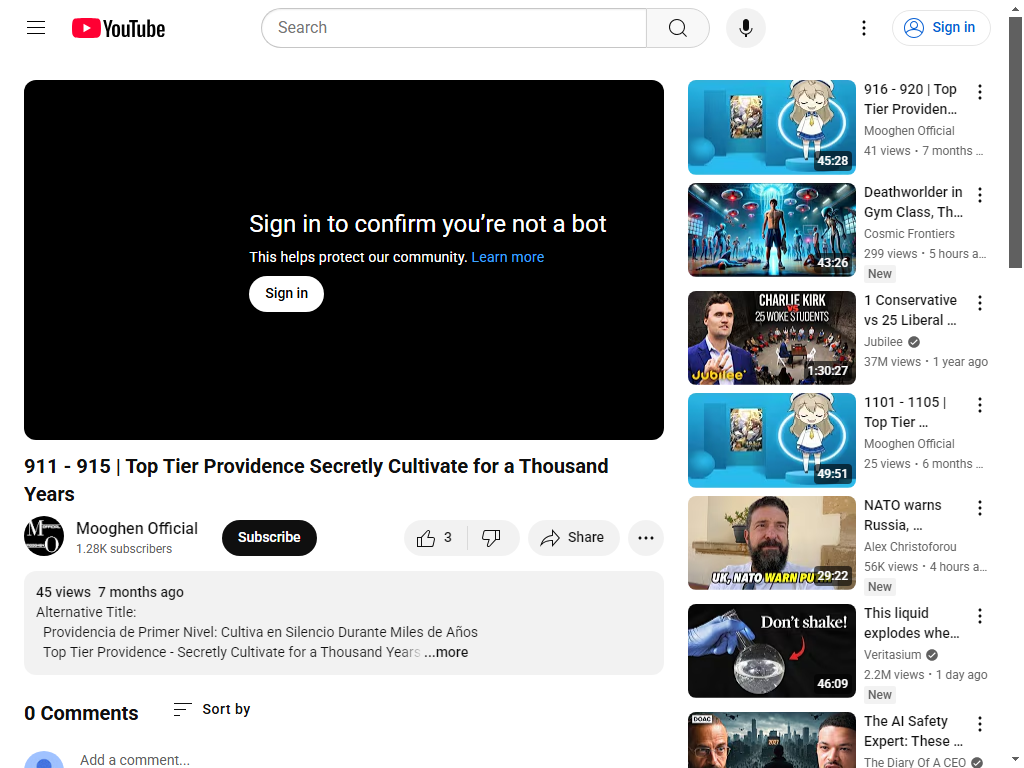 YouTube
Search
Sign in
Sign in to confirm you’re not a bot
This helps protect our community. Learn more
Sign in
911 - 915 | Top Tier Providence Secretly Cultivate for a Thousand
Years
Mooghen Official
1.28K subscribers
Subscribe
3
Share
45 views 7 months ago
Alternative Title:
Providencia de Primer Nivel: Cultiva en Silencio Durante Miles de Años
Top Tier Providence - Secretly Cultivate for a Thousand Years ...more
0 Comments
Sort by
Add a comment...
45:28
916 - 920 | Top
Tier Providen...
Mooghen Official
41 views • 7 months ...
43:26
Deathworlder in
Gym Class, Th...
Cosmic Frontiers
299 views • 5 hours a...
New
CHARLIE KIRK
VS
25 WOKE STUDENTS
Jubilee
1:30:27
1 Conservative
vs 25 Liberal ...
Jubilee
37M views • 1 year ago
49:51
1101 - 1105 |
Top Tier ...
Mooghen Official
25 views • 6 months ...
UK, NATO WARN PU
29:22
NATO warns
Russia, ...
Alex Christoforou
56K views • 4 hours a...
New
Don't shake!
46:09
This liquid
explodes whe...
Veritasium
2.2M views • 1 day ago
New
DOAC
2027
The AI Safety
Expert: These ...
The Diary Of A CEO